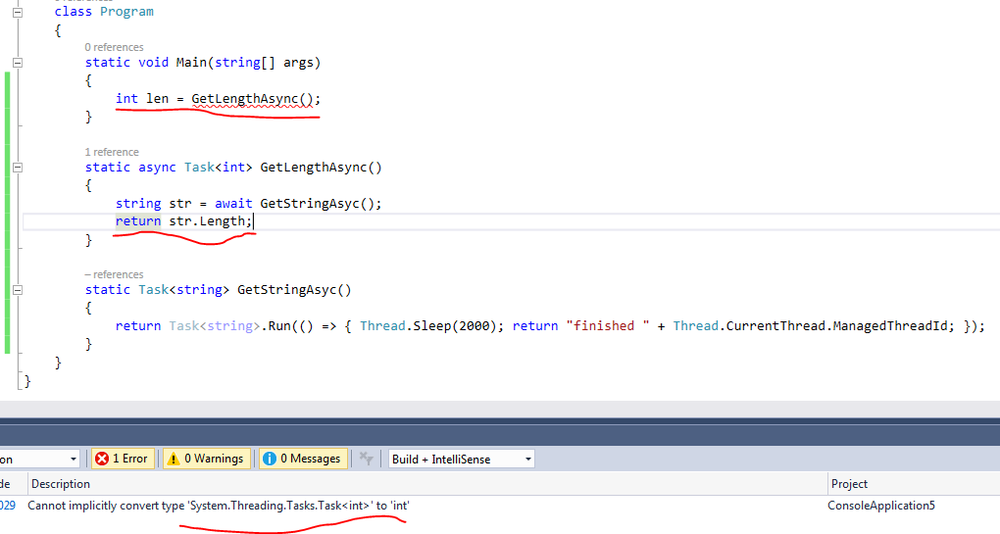 class Program
{
0 references
static void Main(string[] args)
{
int len = GetLengthAsync();
}
1 reference
static async Task<int> GetLengthAsync()
{
string str = await GetStringAsyc();
return str.Length;
}
– references
static Task<string> GetStringAsyc()
{
return Task<string>.Run(() => { Thread.Sleep(2000); return "finished " + Thread.CurrentThread.ManagedThreadId; });
}
}
}
on 1 Error 0 Warnings 0 Messages Build + IntelliSense
de Description Project
029 Cannot implicitly convert type 'System.Threading.Tasks.Task<int>' to 'int' ConsoleApplication5